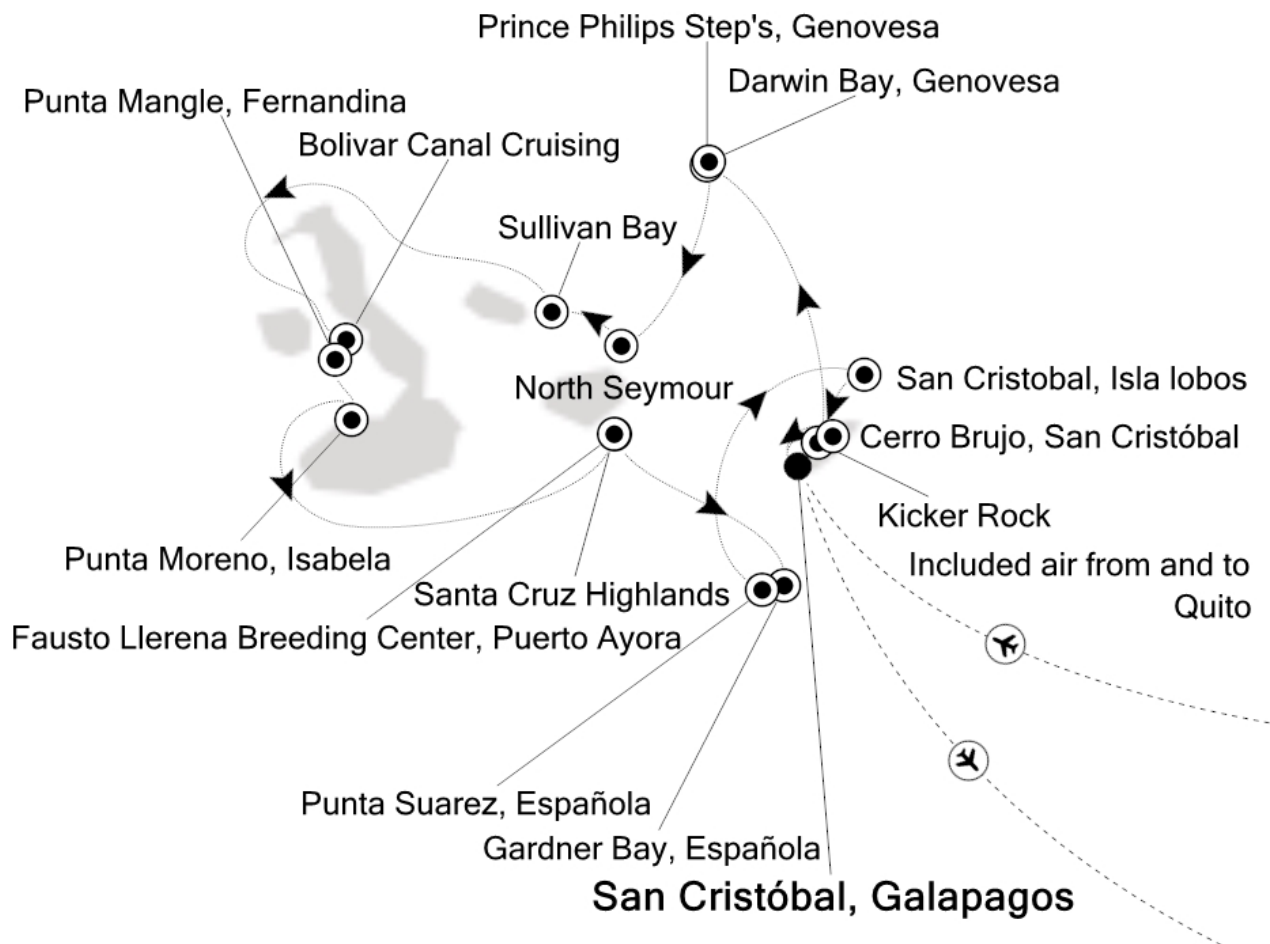 Prince Philips Step's, Genovesa
Darwin Bay, Genovesa
Punta Mangle, Fernandina
Bolivar Canal Cruising
Sullivan Bay
North Seymour
San Cristobal, Isla lobos
Cerro Brujo, San Cristóbal
Kicker Rock
Punta Moreno, Isabela
Included air from and to
Quito
Santa Cruz Highlands
Fausto Llerena Breeding Center, Puerto Ayora
Punta Suarez, Española
Gardner Bay, Española
San Cristóbal, Galapagos